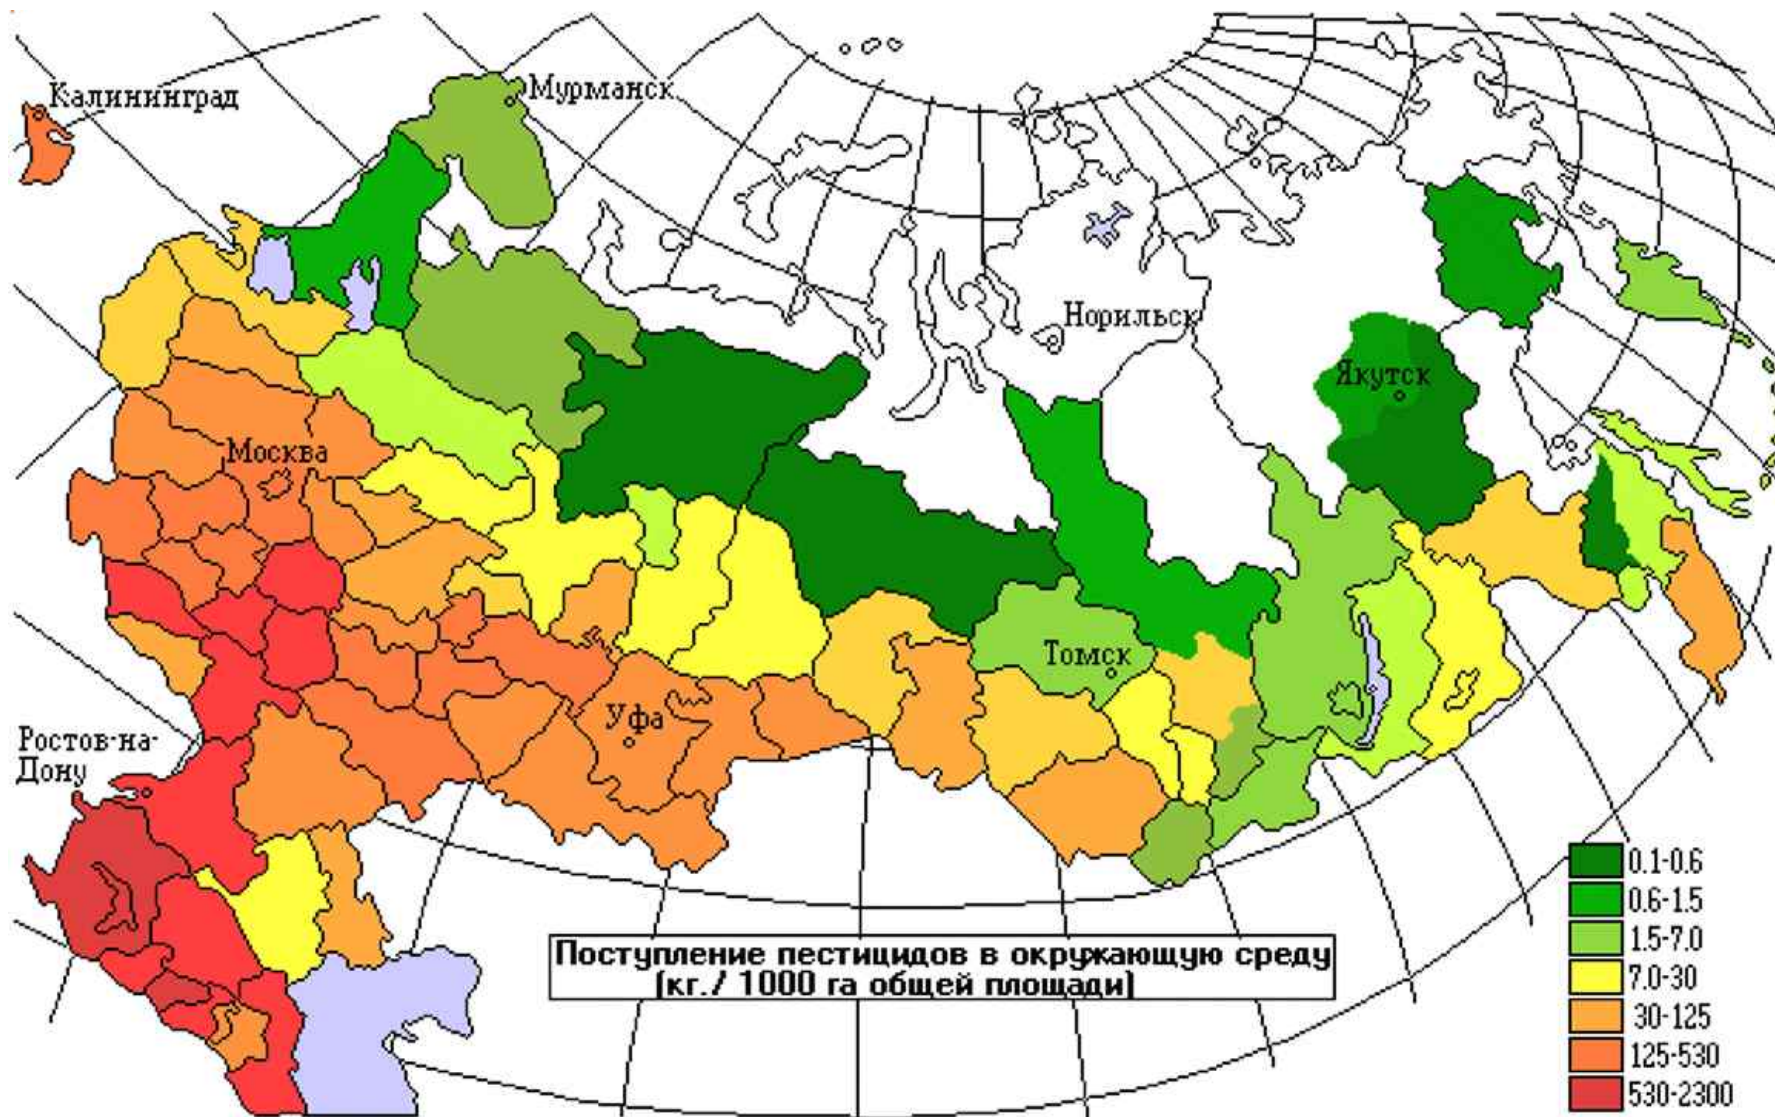 Калининград
Мурманск
Норильск
Якутск
Москва
Томск
Уфа
Ростов-на-
Дону
Поступление пестицидов в окружающую среду
(кг./ 1000 га общей площади)
0.1-0.6
0.6-1.5
1.5-7.0
7.0-30
30-125
125-530
530-2300